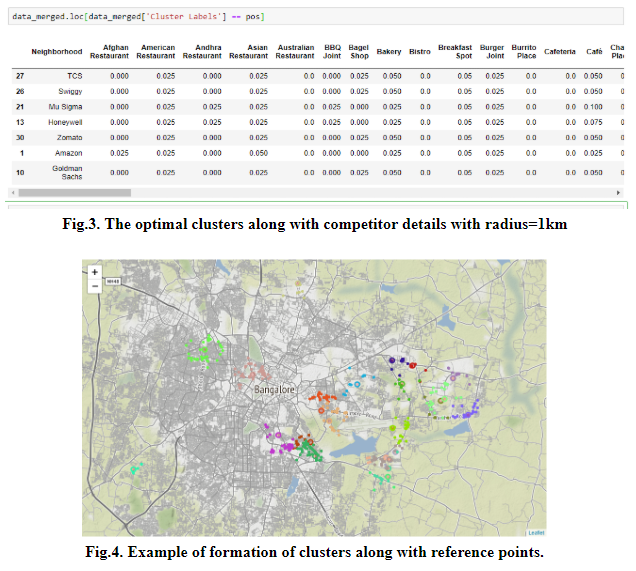 data_merged.loc[data_merged['Cluster Labels'] == pos]
Neighborhood Afghan Restaurant American Restaurant Andhra Restaurant Asian Restaurant Australian Restaurant BBQ Joint Bagel Shop Bakery Bistro Breakfast Spot Burger Joint Burrito Place Cafeteria Café Cha Plac
27 TCS 0.000 0.025 0.000 0.025 0.0 0.000 0.025 0.050 0.0 0.05 0.025 0.0 0.0 0.050 0
26 Swiggy 0.000 0.025 0.000 0.025 0.0 0.000 0.025 0.050 0.0 0.05 0.025 0.0 0.0 0.050 0
21 Mu Sigma 0.000 0.025 0.025 0.025 0.0 0.025 0.000 0.025 0.0 0.05 0.025 0.0 0.0 0.100 0
13 Honeywell 0.000 0.025 0.000 0.025 0.0 0.025 0.000 0.025 0.0 0.05 0.025 0.0 0.0 0.075 0
30 Zomato 0.000 0.025 0.000 0.025 0.0 0.000 0.025 0.050 0.0 0.05 0.025 0.0 0.0 0.050 0
1 Amazon 0.025 0.025 0.000 0.050 0.0 0.000 0.000 0.025 0.0 0.05 0.025 0.0 0.0 0.025 0
10 Goldman Sachs 0.000 0.025 0.000 0.025 0.0 0.000 0.025 0.050 0.0 0.05 0.025 0.0 0.0 0.050 0
Fig.3. The optimal clusters along with competitor details with radius=1km
+
−
NH48
Bangalore
Leaflet
Fig.4. Example of formation of clusters along with reference points.